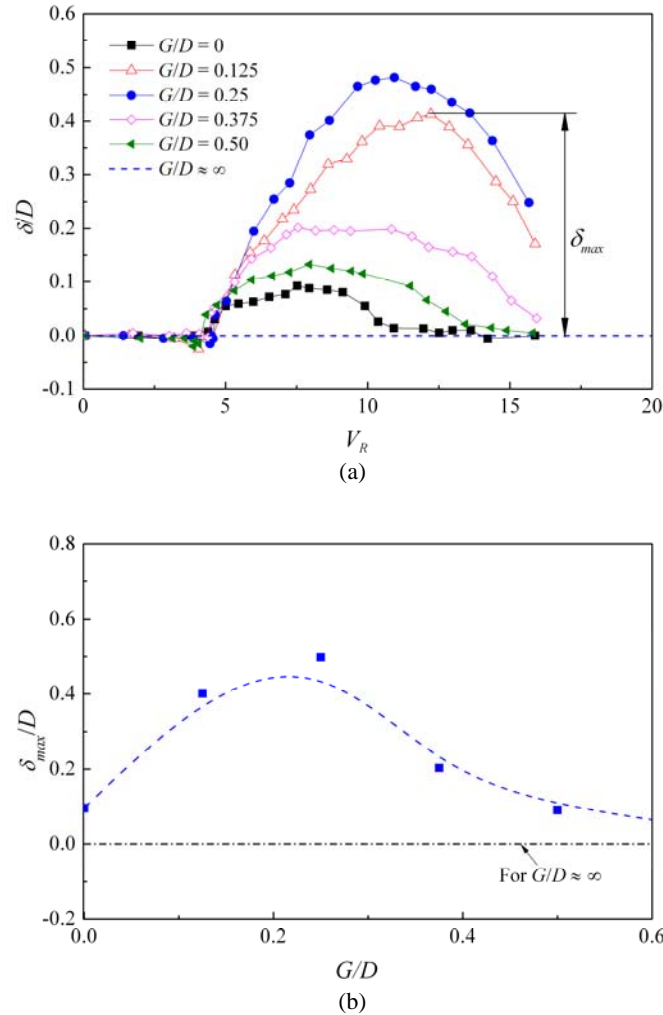 0.6
0.5
0.4
0.3
0.2
0.1
0.0
-0.1
δ/D
G/D = 0
G/D = 0.125
G/D = 0.25
G/D = 0.375
G/D = 0.50
G/D ≈ ∞
δmax
0 5 10 15 20
VR
(a)
0.8
0.6
0.4
0.2
0.0
-0.2
δmax/D
For G/D ≈ ∞
0.0 0.2 0.4 0.6
G/D
(b)